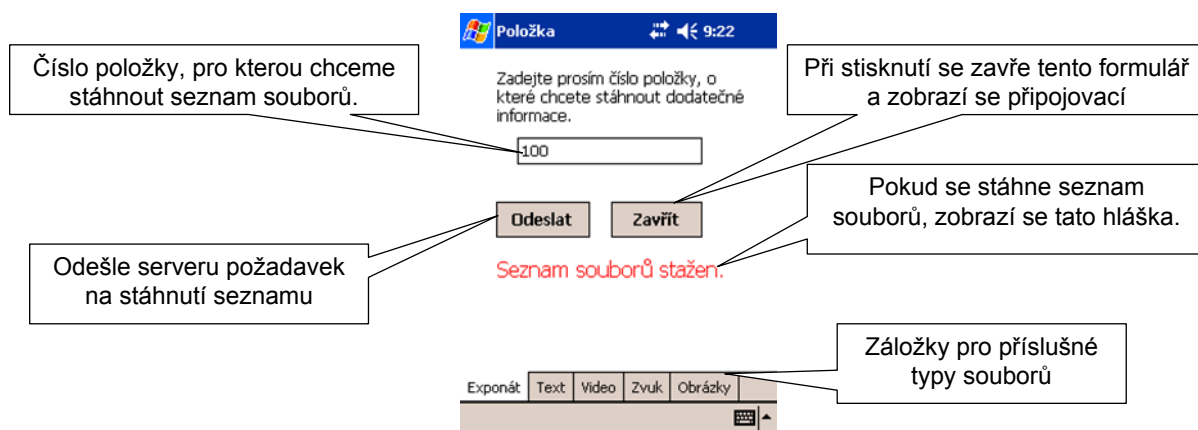 Položka
9:22
Číslo položky, pro kterou chceme
stáhnout seznam souborů.
Zadejte prosím číslo položky, o
které chcete stáhnout dodatečné
informace.
Při stisknutí se zavře tento formulář
a zobrazí se připojovací
100
Pokud se stáhne seznam
souborů, zobrazí se tato hláška.
Odeslat
Zavřít
Odešle serveru požadavek
na stáhnutí seznamu
Seznam souborů stažen.
Záložky pro příslušné
typy souborů
Exponát Text Video Zvuk Obrázky